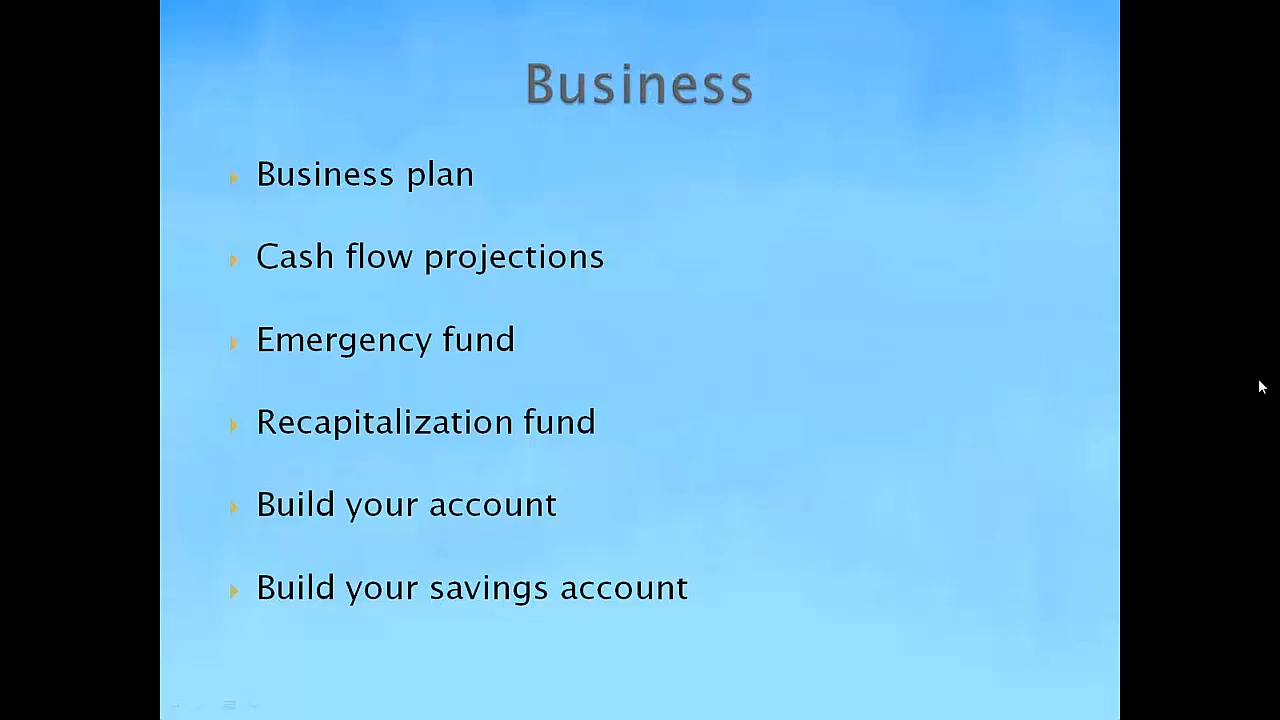 Business
Business plan
Cash flow projections
Emergency fund
Recapitalization fund
Build your account
Build your savings account